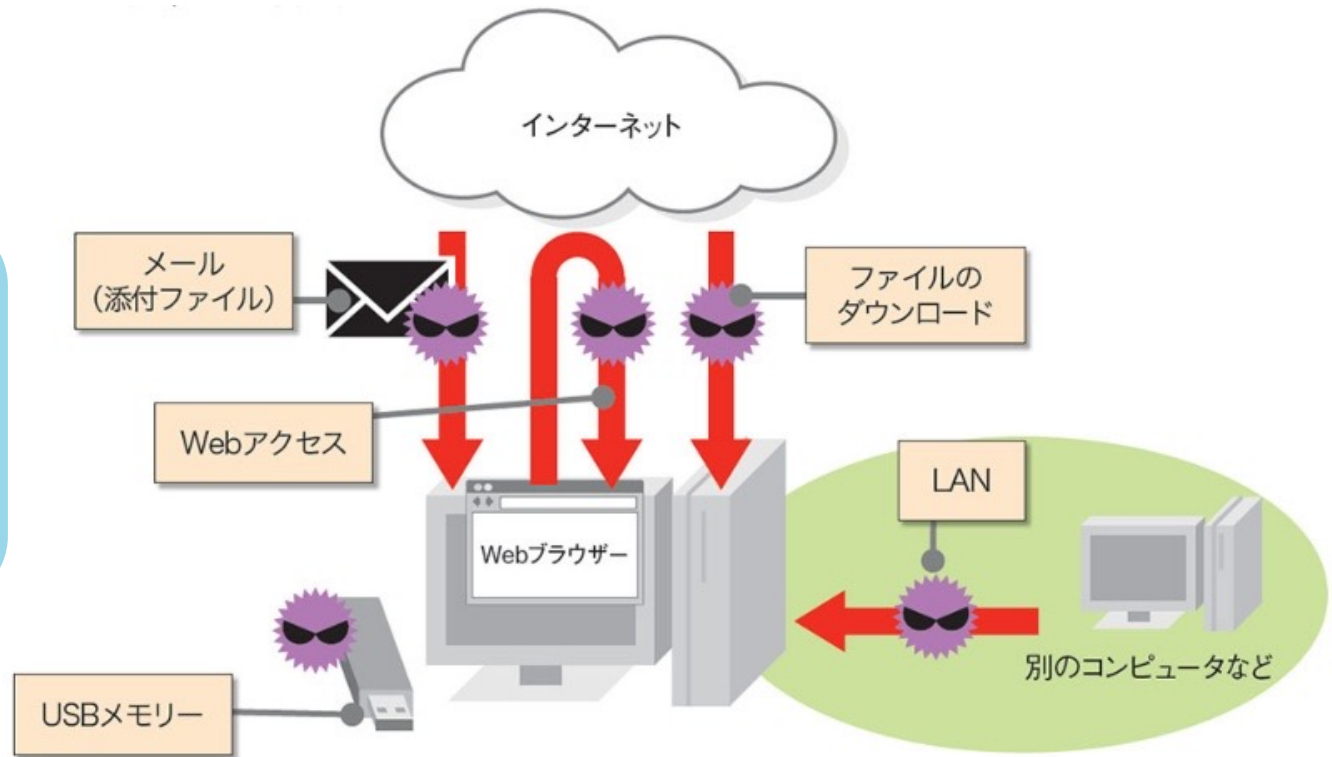 インターネット
メール
（添付ファイル）
ファイルの
ダウンロード
Webアクセス
LAN
Webブラウザー
別のコンピュータなど
USBメモリー